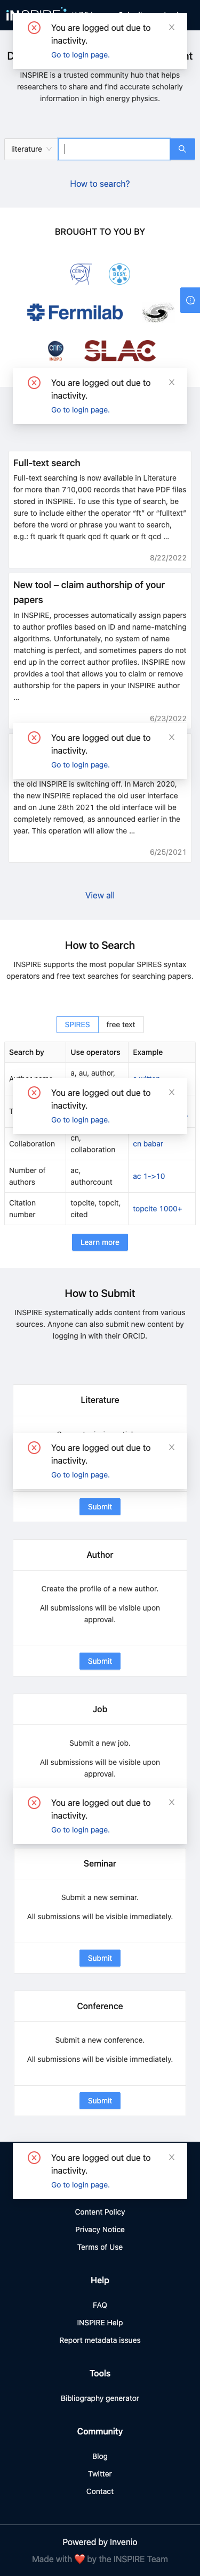 You are logged out due to
inactivity.
Go to login page.
INSPIRE is a trusted community hub that helps
researchers to share and find accurate scholarly
information in high energy physics.
literature
How to search?
BROUGHT TO YOU BY
CERN
DESY
Fermilab
SLAC
You are logged out due to
inactivity.
Go to login page.
Full-text search
Full-text searching is now available in Literature
for more than 710,000 records that have PDF files
stored in INSPIRE. To use this type of search, be
sure to include either the operator "ft" or "fulltext"
before the word or phrase you want to search,
e.g.: ft quark ft quark qcd ft quark or ft gqd ...
8/22/2022
New tool – claim authorship of your
papers
In INSPIRE, processes automatically assign papers
to author profiles based on ID and name-matching
algorithms. Unfortunately, no system of name
matching is perfect, and sometimes papers do not
end up in the correct author profiles. INSPIRE now
provides a tool that allows you to claim or remove
authorship for the papers in your INSPIRE author
...
6/23/2022
You are logged out due to
inactivity.
Go to login page.
the old INSPIRE is switching off. In March 2020,
the new INSPIRE replaced the old user interface
and on June 28th 2021 the old interface will be
completely removed, as announced earlier in the
year. This operation will allow the ...
6/25/2021
View all
How to Search
INSPIRE supports the most popular SPIRES syntax
operators and free text searches for searching papers.
SPIRES free text
Search by Use operators Example
a, au, author,
You are logged out due to
inactivity.
Go to login page.
Collaboration cn, collaboration cn babar
Number of authors ac, authorcount ac 1->10
Citation number topcite, topcit, cited topcite 1000+
Learn more
How to Submit
INSPIRE systematically adds content from various
sources. Anyone can also submit new content by
logging in with their ORCID.
Literature
You are logged out due to
inactivity.
Go to login page.
Submit
Author
Create the profile of a new author.
All submissions will be visible upon
approval.
Submit
Job
Submit a new job.
All submissions will be visible upon
approval.
You are logged out due to
inactivity.
Go to login page.
Seminar
Submit a new seminar.
All submissions will be visible immediately.
Submit
Conference
Submit a new conference.
All submissions will be visible immediately.
Submit
You are logged out due to
inactivity.
Go to login page.
Content Policy
Privacy Notice
Terms of Use
Help
FAQ
INSPIRE Help
Report metadata issues
Tools
Bibliography generator
Community
Blog
Twitter
Contact
Powered by Invenio
Made with ❤️ by the INSPIRE Team